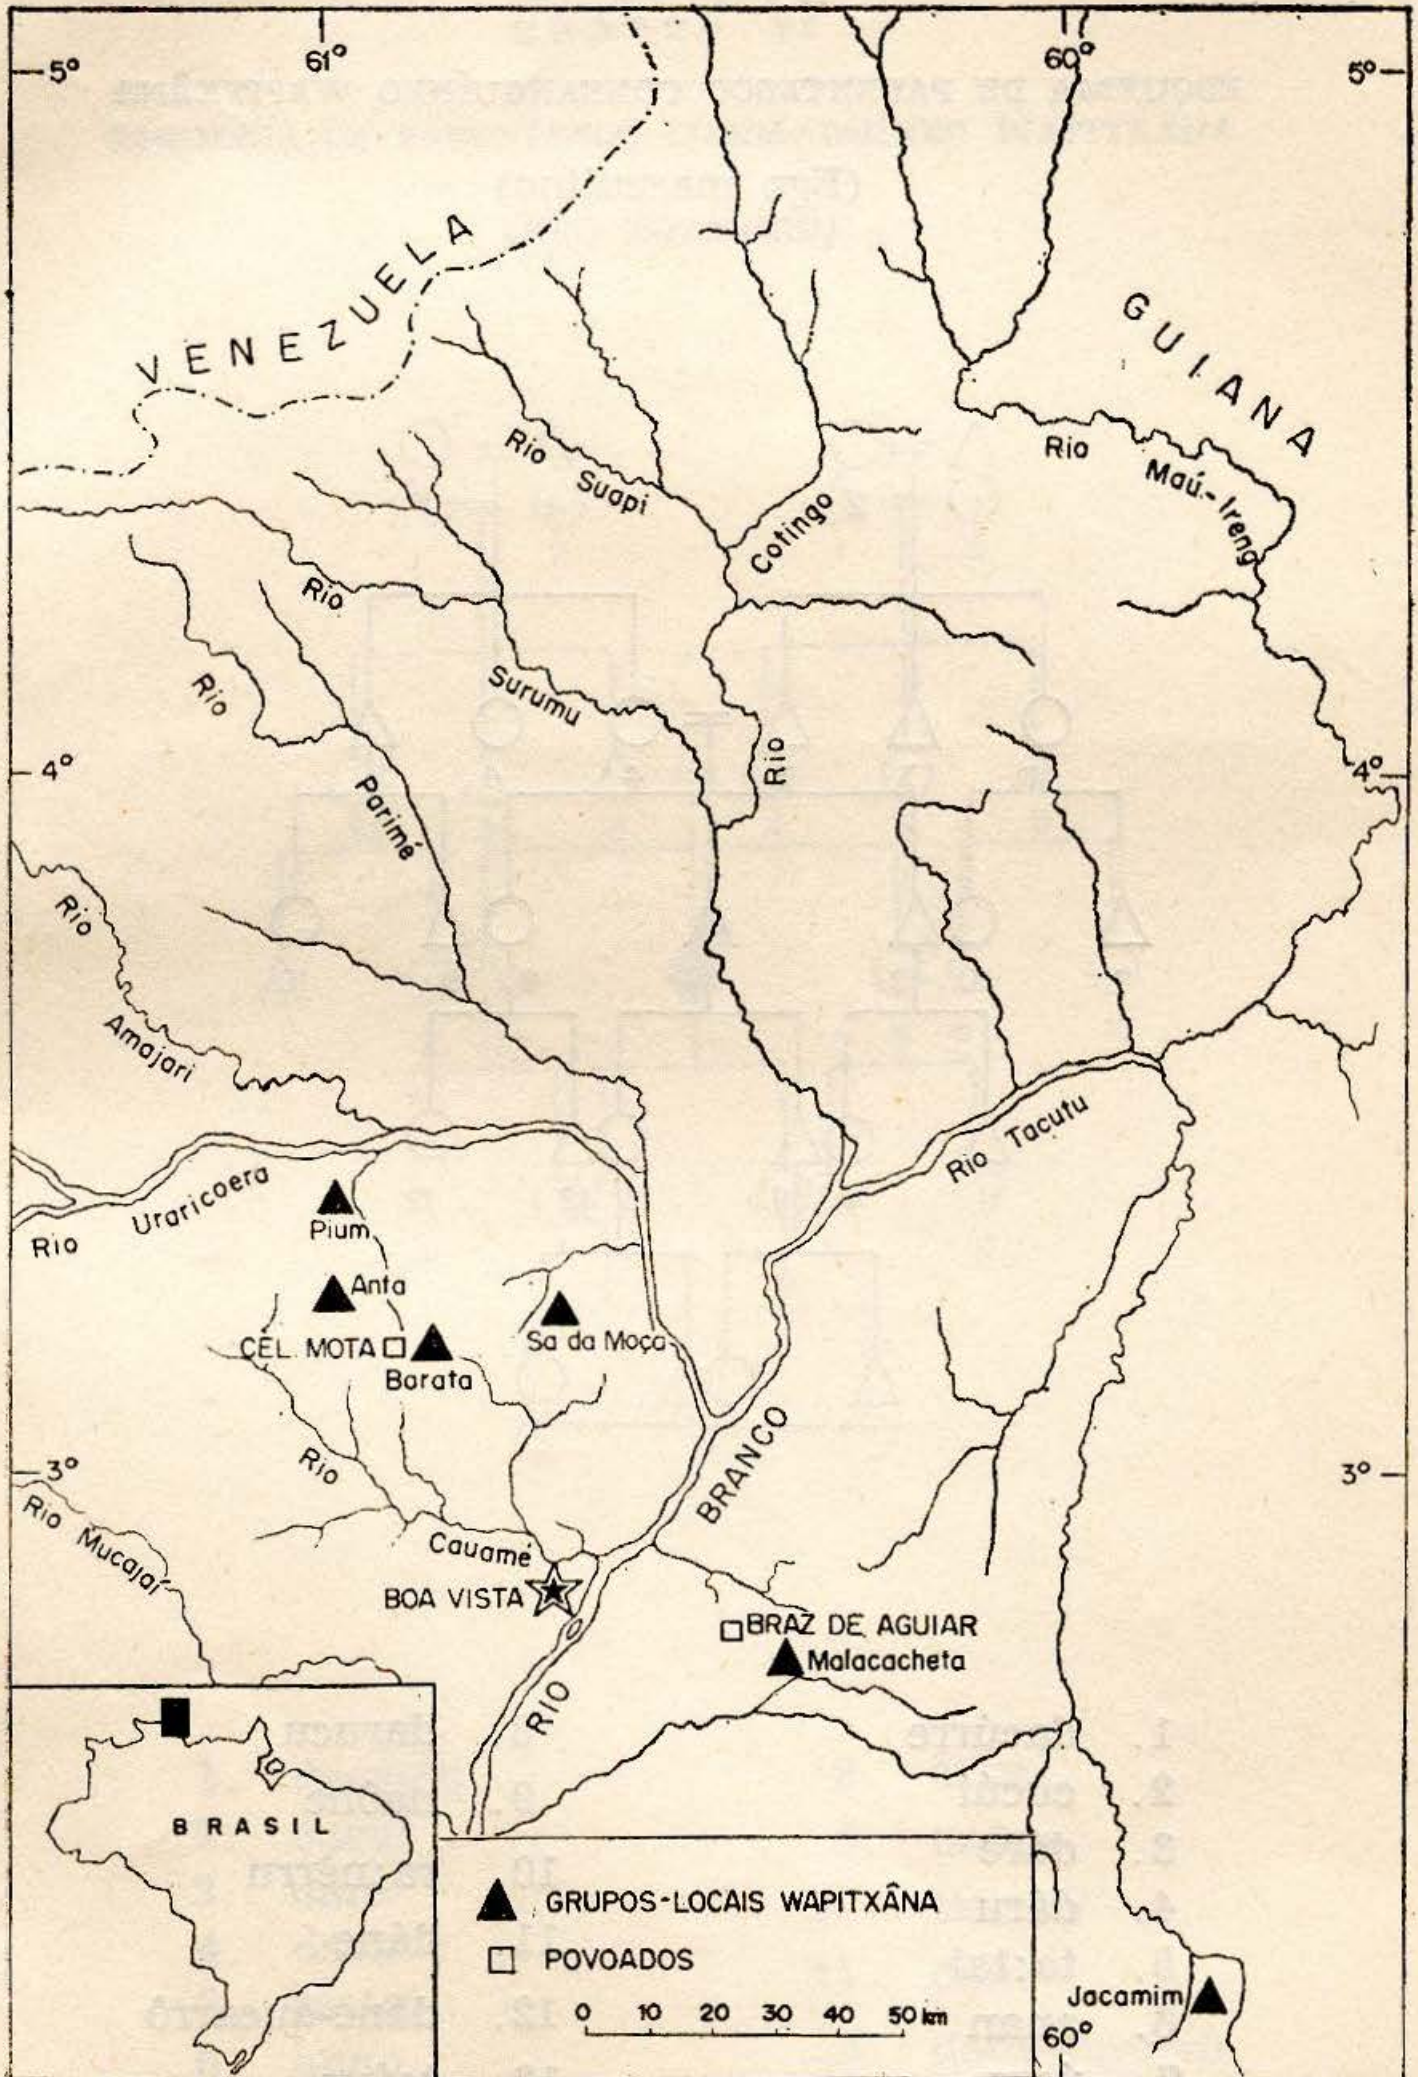 61°
60°
5°
5°
VENEZUELA
GUIANA
Rio Suapi
Cotingo
Rio
Rio Maú-Ireng
Rio Surumu
Rio Parimé
4°
4°
Rio Amajari
Rio Uraricoera
Rio Tacutu
Pium
Anta
CEL. MOTA
Barata
Sa da Moça
3°
3°
Rio Mucajaí
Rio Cauamé
BOA VISTA
RIO BRANCO
BRAZ DE AGUIAR
Malacacheta
BRASIL
GRUPOS-LOCAIS WAPITXÂNA
POVOADOS
0 10 20 30 40 50 km
Jacamim
60°